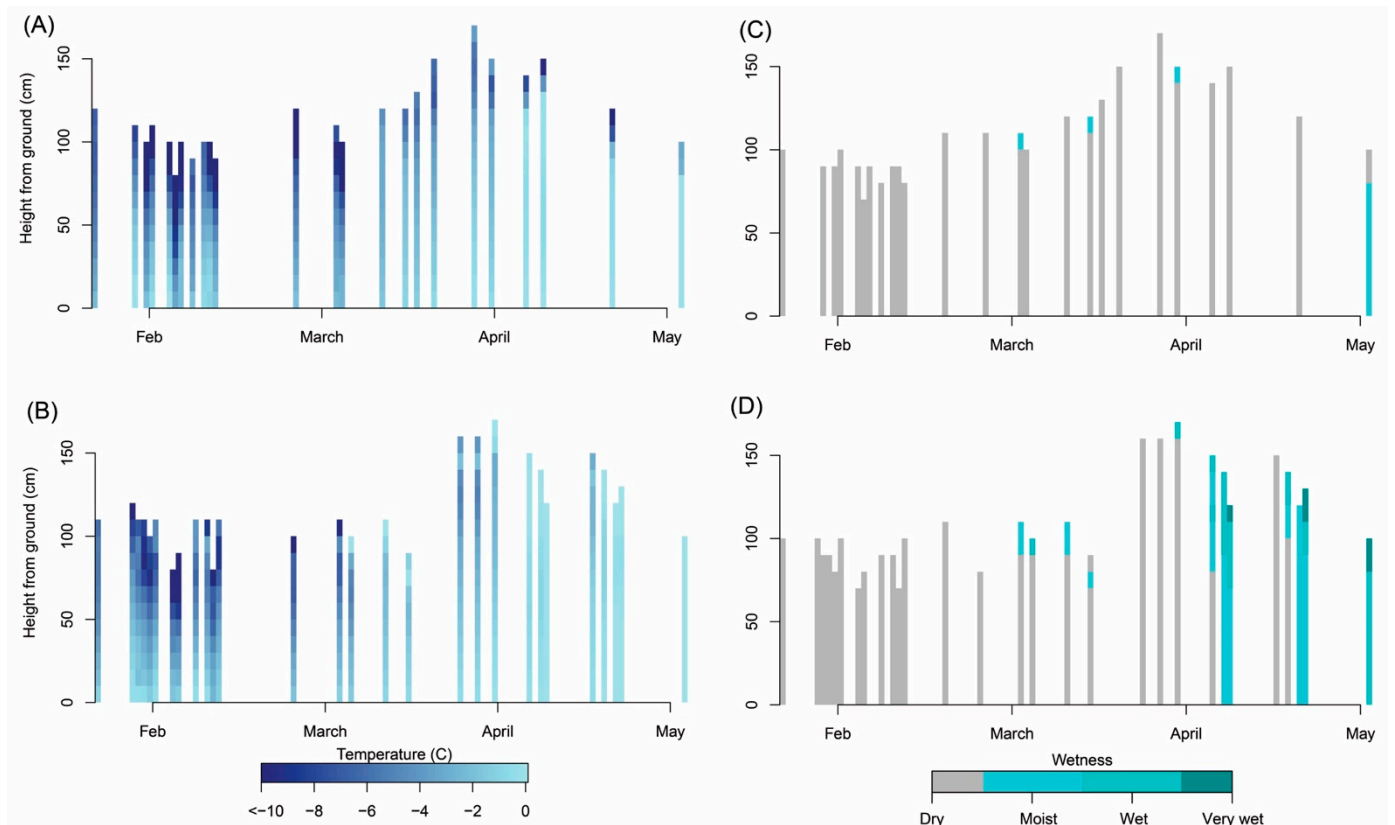 (A)
Height from ground (cm)
0 50 100 150
Feb March April May
(C)
0 50 100 150
Feb March April May
(B)
Height from ground (cm)
0 50 100 150
Feb March April May
Temperature (C)
<−10 −8 −6 −4 −2 0
(D)
0 50 100 150
Feb March April May
Wetness
Dry Moist Wet Very wet